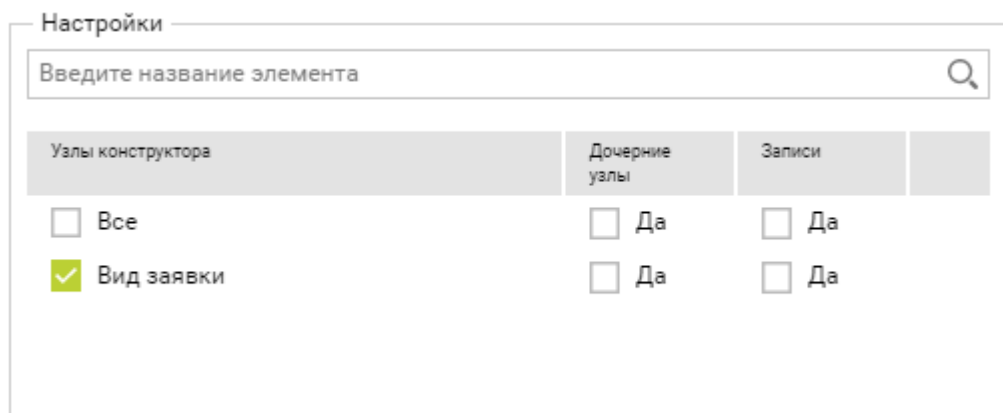 Настройки
Введите название элемента
Узлы конструктора Дочерние узлы Записи
Все Да Да
Вид заявки Да Да